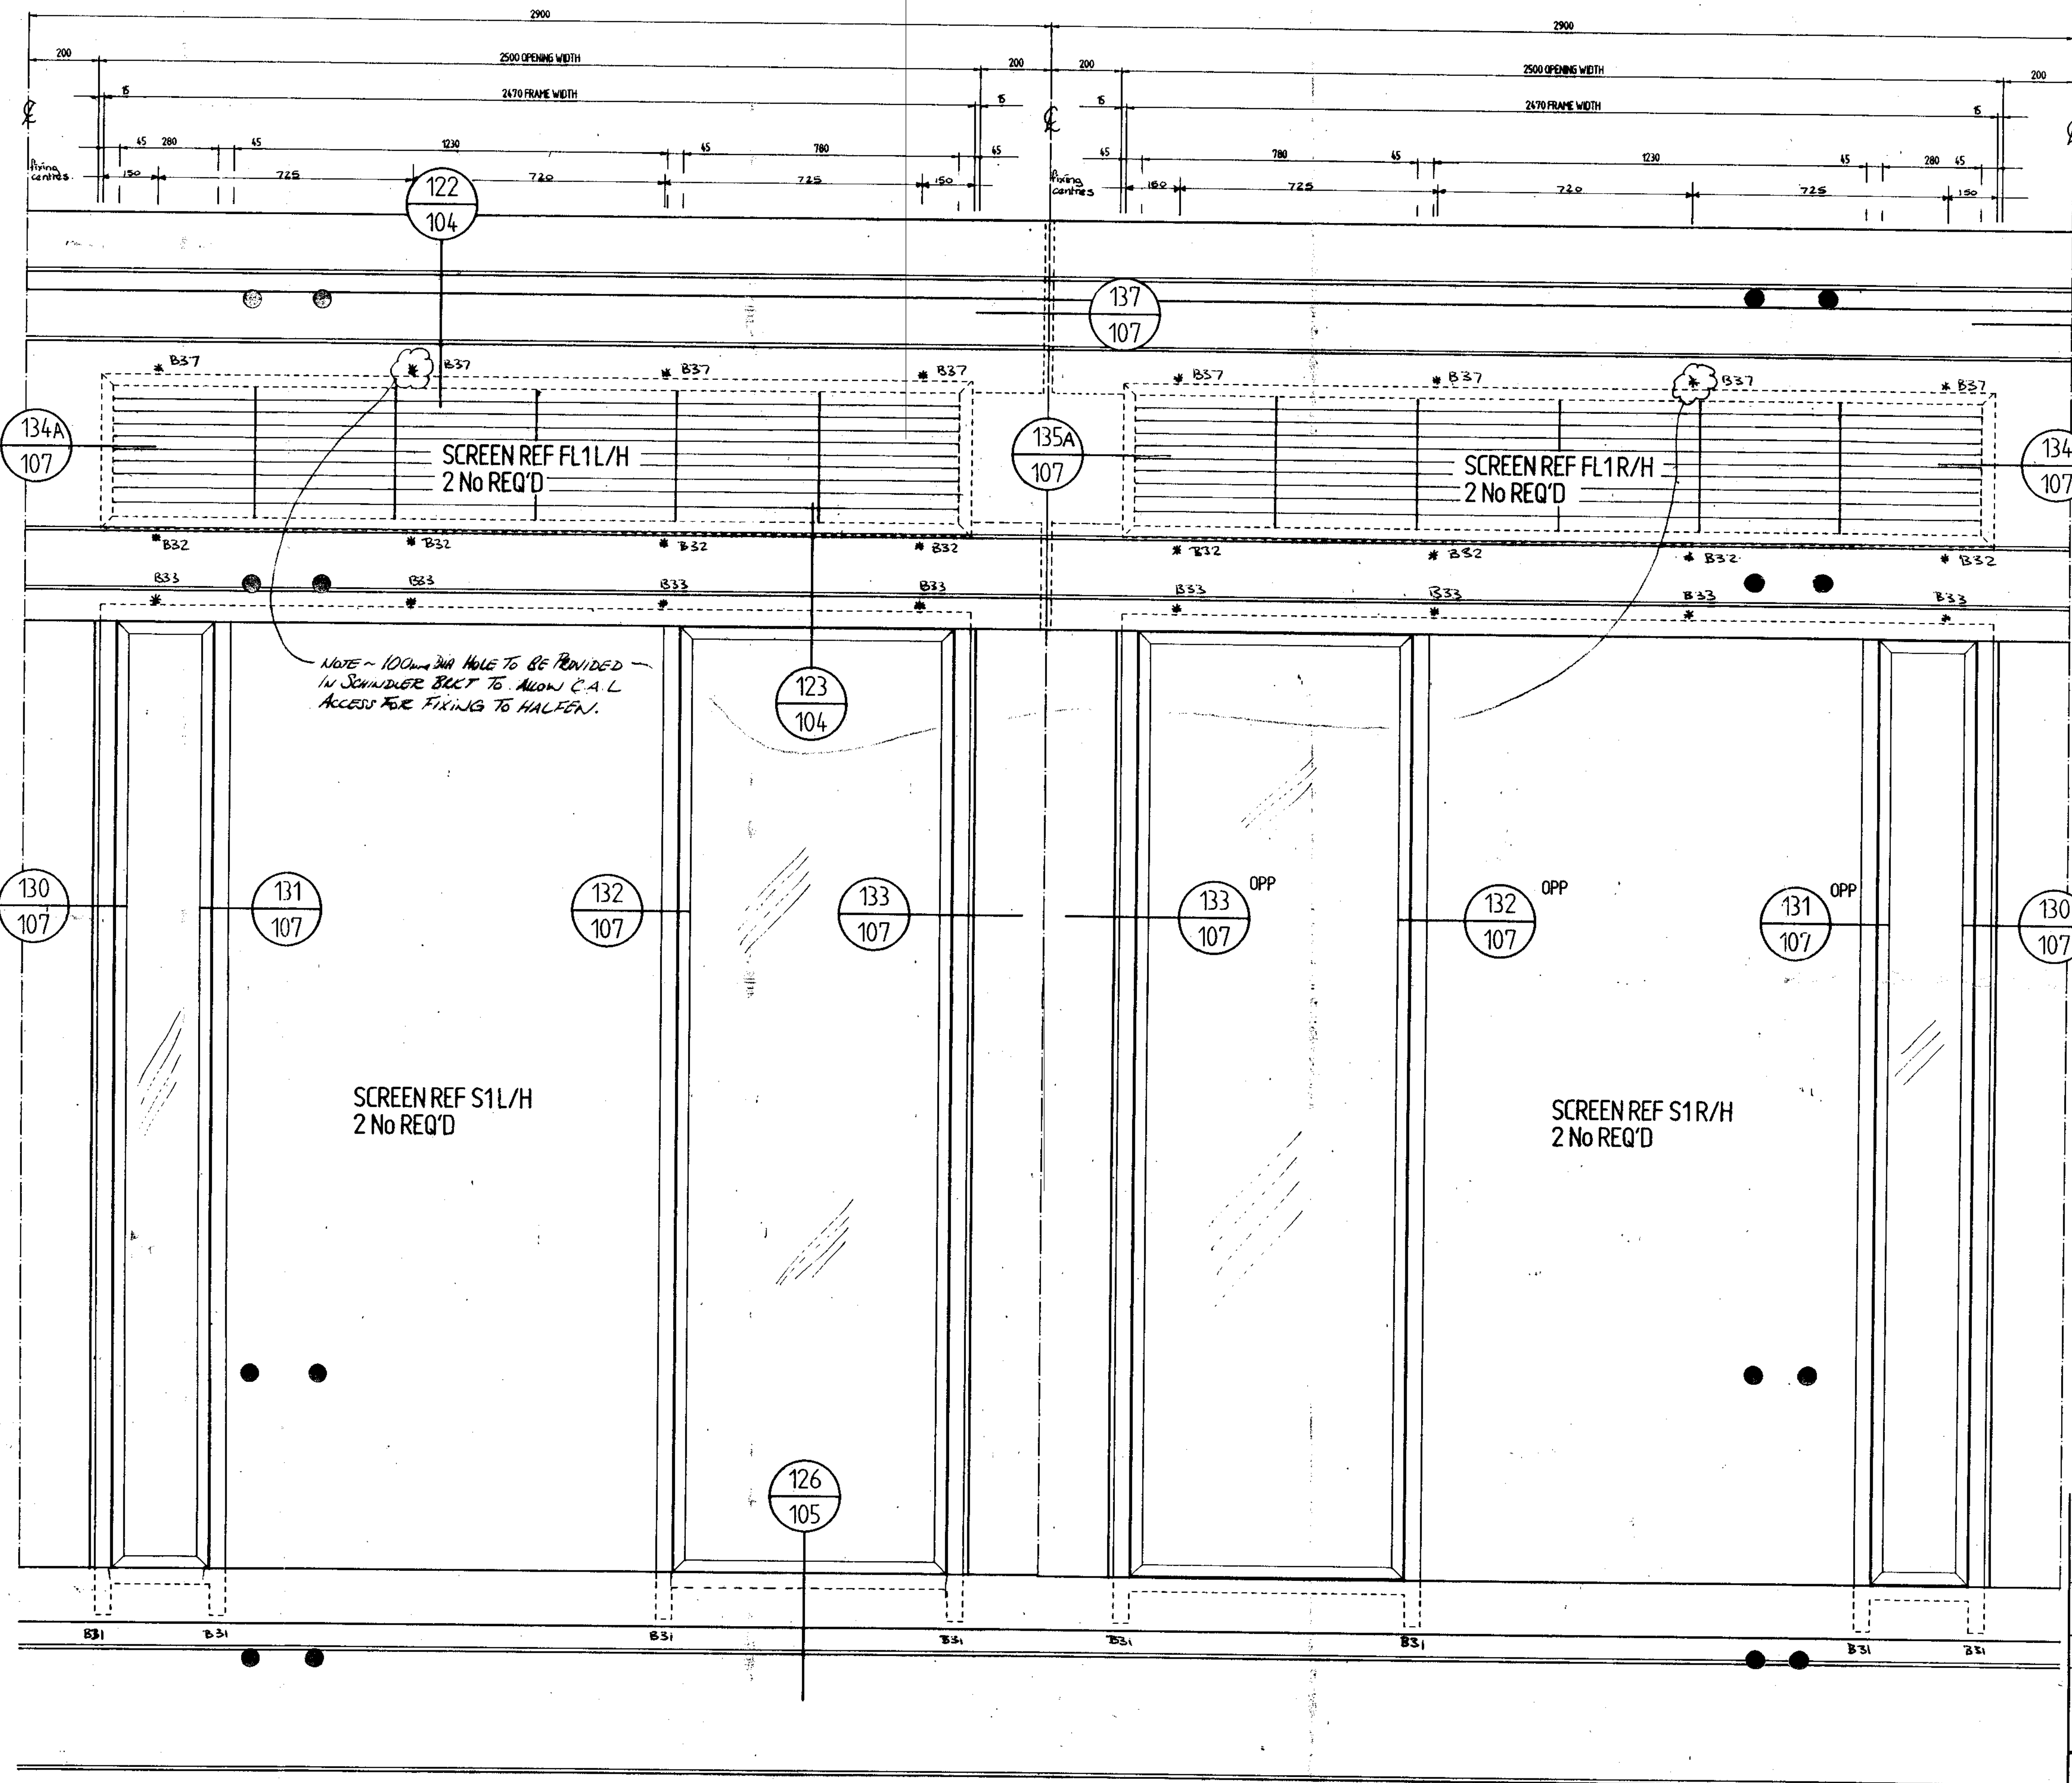 2900
2900
200
2500 OPENING WIDTH
200
200
2500 OPENING WIDTH
200
15
2470 FRAME WIDTH
15
15
2470 FRAME WIDTH
15
45 280 45 1230 45 780 45
45 780 45 1230 45 280 45
fixing
centres
150 725 720 725 150
fixing
centres
150 725 720 725 150
122
104
137
107
B37
B37
B37
B37
B37
B37
B37
B37
134A
107
SCREEN REF FL1 L/H
2 No REQ'D
135A
107
SCREEN REF FL1 R/H
2 No REQ'D
134
107
B32
B32
B32
B32
B32
B32
B32
B32
B33
B33
B33
B33
B33
B33
B33
B33
NOTE ~ 100mm DIA HOLE TO BE PROVIDED
IN SCHINDLER BRKT TO ALLOW C.A.L
ACCESS FOR FIXING TO HALFEN.
123
104
130
107
131
107
132
107
133
107
133
107
OPP
132
107
OPP
131
107
OPP
130
107
SCREEN REF S1 L/H
2 No REQ'D
SCREEN REF S1 R/H
2 No REQ'D
126
105
B31
B31
B31
B31
B31
B31
B31
B31